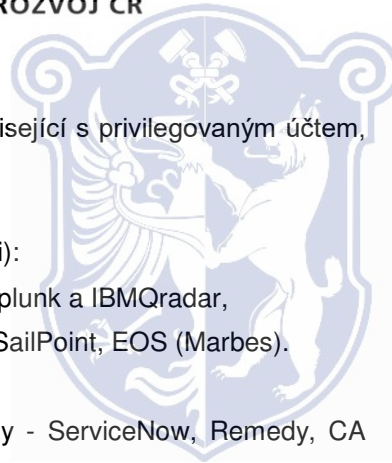 ROZVOJ ČR
isející s privilegovaným účtem,
i):
plunk a IBMQradar,
SailPoint, EOS (Marbes).
y - ServiceNow, Remedy, CA